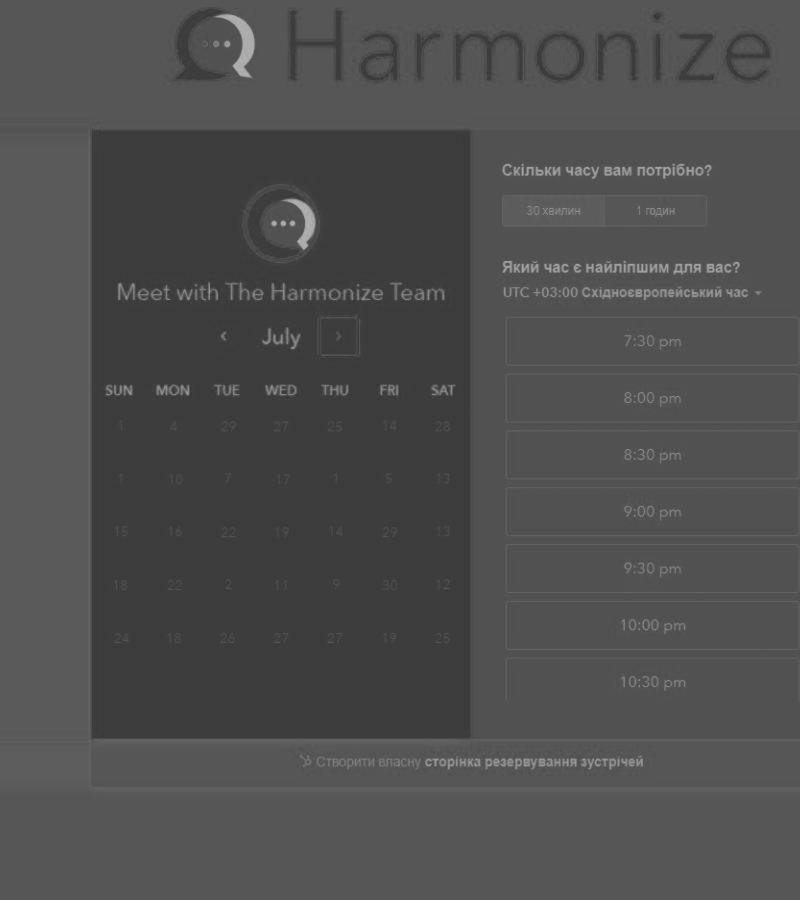 Harmonize
Meet with The Harmonize Team
July
SUN MON TUE WED THU FRI SAT
1 4 29 27 25 14 28
1 10 7 17 1 5 13
15 16 22 19 14 29 13
18 22 2 11 9 30 12
24 18 26 27 27 19 25
Скільки часу вам потрібно?
30 хвилин 1 годин
Який час є найліпшим для вас?
UTC +03:00 Східноєвропейський час
7:30 pm
8:00 pm
8:30 pm
9:00 pm
9:30 pm
10:00 pm
10:30 pm
Створити власну сторінка резервування зустрічей